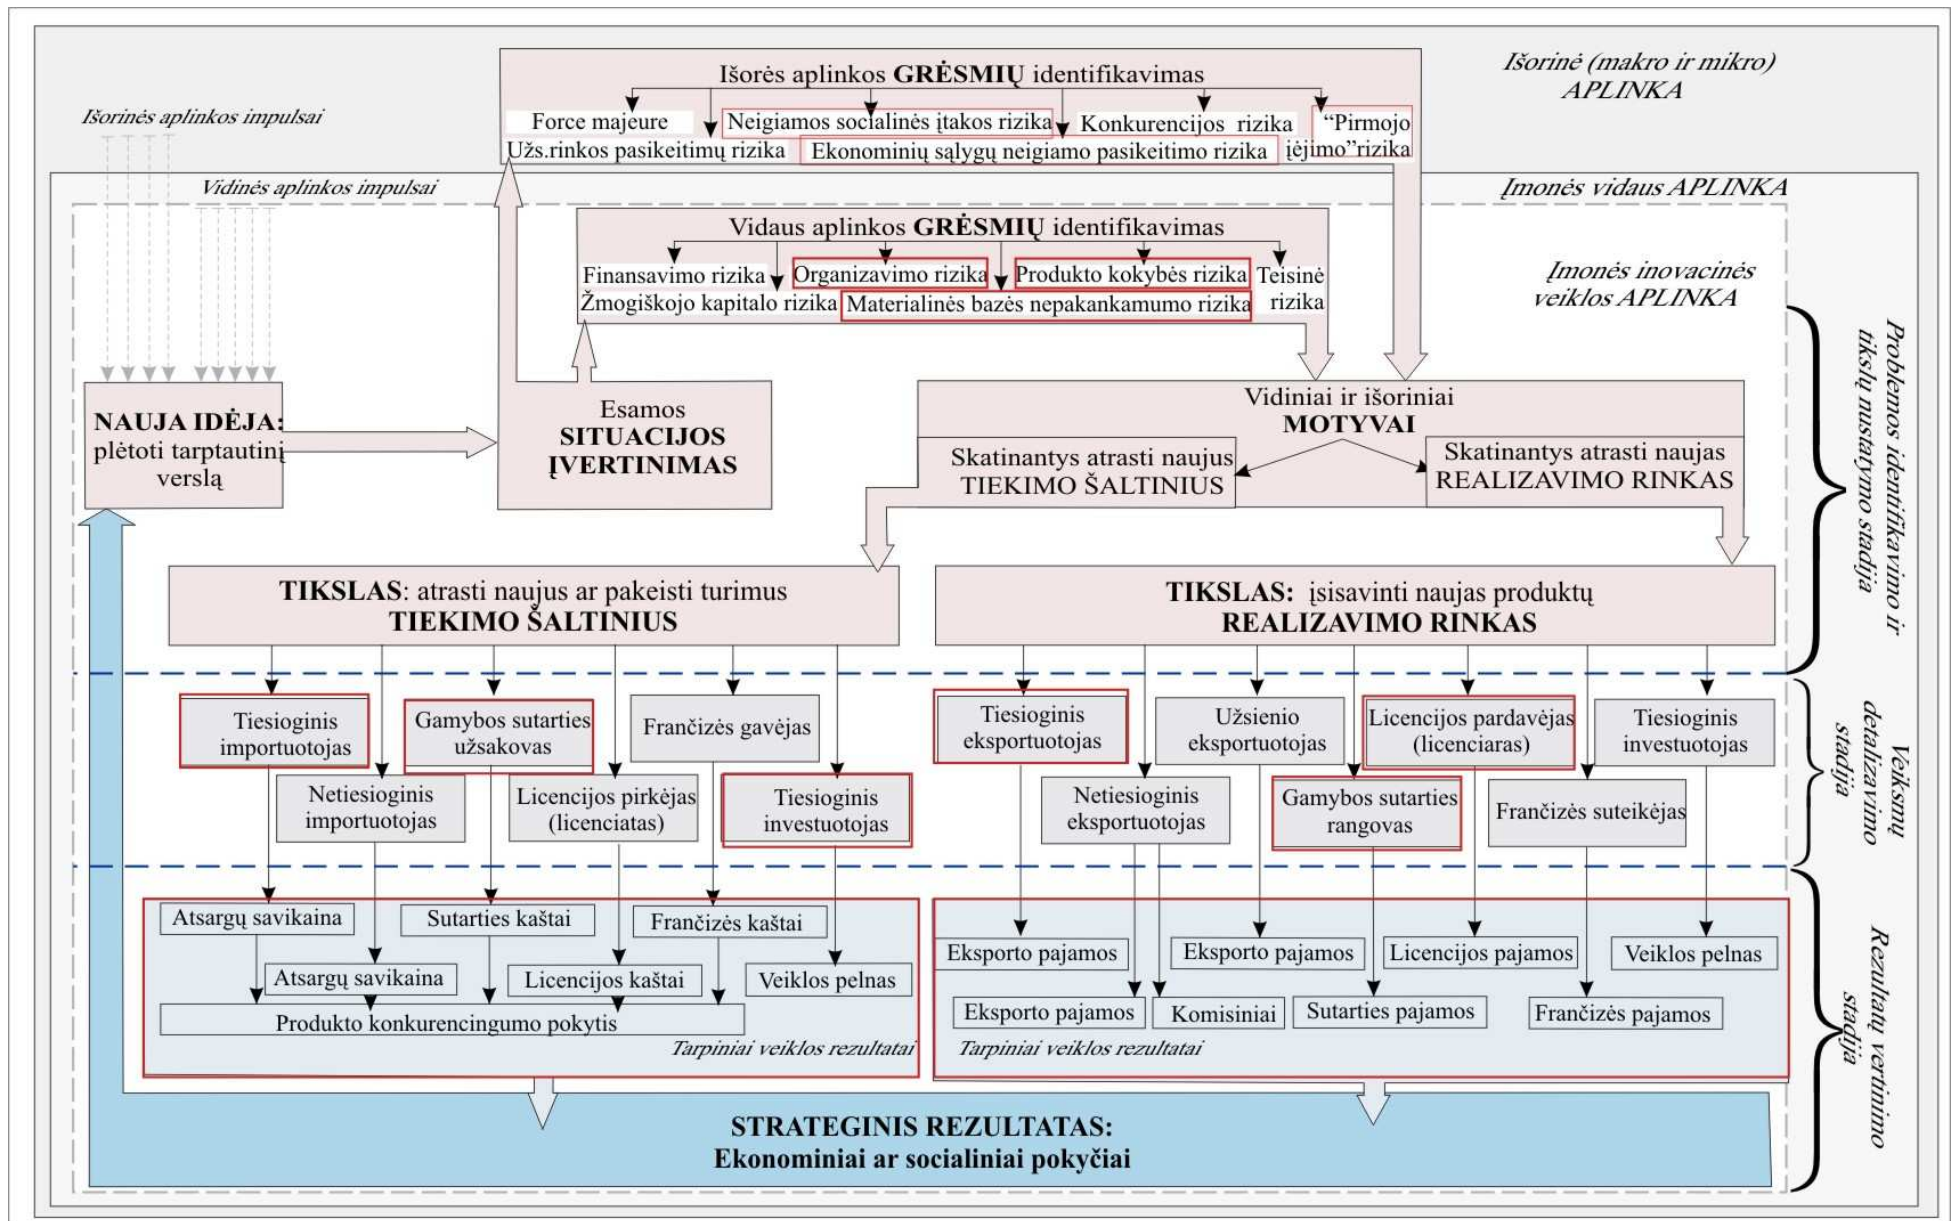 Išorinė (makro ir mikro)
APLINKA
Išorės aplinkos GRĖSMIŲ identifikavimas
Force majeure
Neigiamos socialinės įtakos rizika
Konkurencijos rizika
“Pirmojo
įėjimo”rizika
Užs.rinkos pasikeitimų rizika
Ekonominių sąlygų neigiamo pasikeitimo rizika
Išorinės aplinkos impulsai
Vidinės aplinkos impulsai
Įmonės vidaus APLINKA
Vidaus aplinkos GRĖSMIŲ identifikavimas
Finansavimo rizika
Organizavimo rizika
Produkto kokybės rizika
Teisinė
rizika
Žmogiškojo kapitalo rizika
Materialinės bazės nepakankamumo rizika
Įmonės inovacinės
veiklos APLINKA
NAUJA IDĖJA:
plėtoti tarptautinį
verslą
Esamos
SITUACIJOS
ĮVERTINIMAS
Vidiniai ir išoriniai
MOTYVAI
Skatinantys atrasti naujus
TIEKIMO ŠALTINIUS
Skatinantys atrasti naujas
REALIZAVIMO RINKAS
Problemos identifikavimo ir
tikslų nustatymo stadija
TIKSLAS: atrasti naujus ar pakeisti turimus
TIEKIMO ŠALTINIUS
TIKSLAS: įsisavinti naujas produktų
REALIZAVIMO RINKAS
Tiesioginis
importuotojas
Gamybos sutarties
užsakovas
Frančizės gavėjas
Netiesioginis
importuotojas
Licencijos pirkėjas
(licenciatas)
Tiesioginis
investuotojas
Tiesioginis
eksportuotojas
Užsienio
eksportuotojas
Licencijos pardavėjas
(licenciaras)
Tiesioginis
investuotojas
Netiesioginis
eksportuotojas
Gamybos sutarties
rangovas
Frančizės suteikėjas
Veiksmų
detalizavimo
stadija
Atsargų savikaina
Sutarties kaštai
Frančizės kaštai
Atsargų savikaina
Licencijos kaštai
Veiklos pelnas
Produkto konkurencingumo pokytis
Tarpiniai veiklos rezultatai
Eksporto pajamos
Eksporto pajamos
Licencijos pajamos
Veiklos pelnas
Eksporto pajamos
Komisiniai
Sutarties pajamos
Frančizės pajamos
Tarpiniai veiklos rezultatai
Rezultatų vertinimo
stadija
STRATEGINIS REZULTATAS:
Ekonominiai ar socialiniai pokyčiai